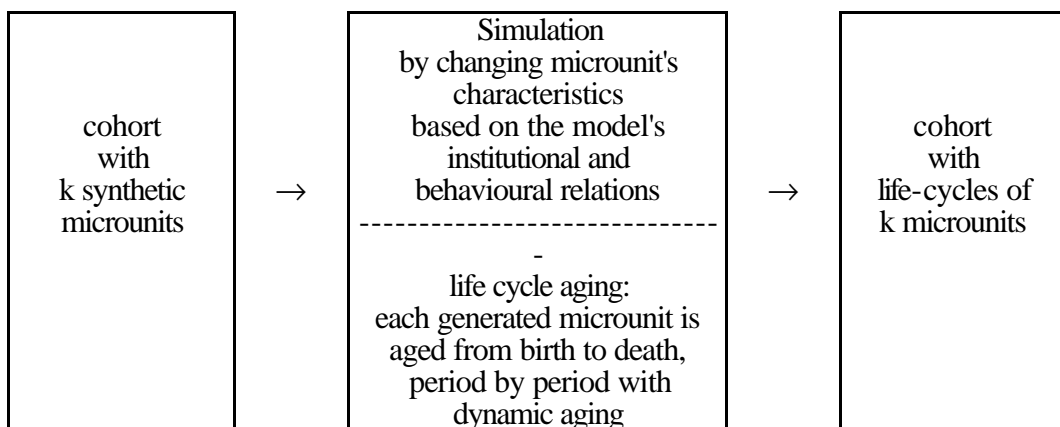 cohort
with
k synthetic
microunits
→
Simulation
by changing microunit's
characteristics
based on the model's
institutional and
behavioural relations
-------------------------------
-
life cycle aging:
each generated microunit is
aged from birth to death,
period by period with
dynamic aging
→
cohort
with
life-cycles of
k microunits